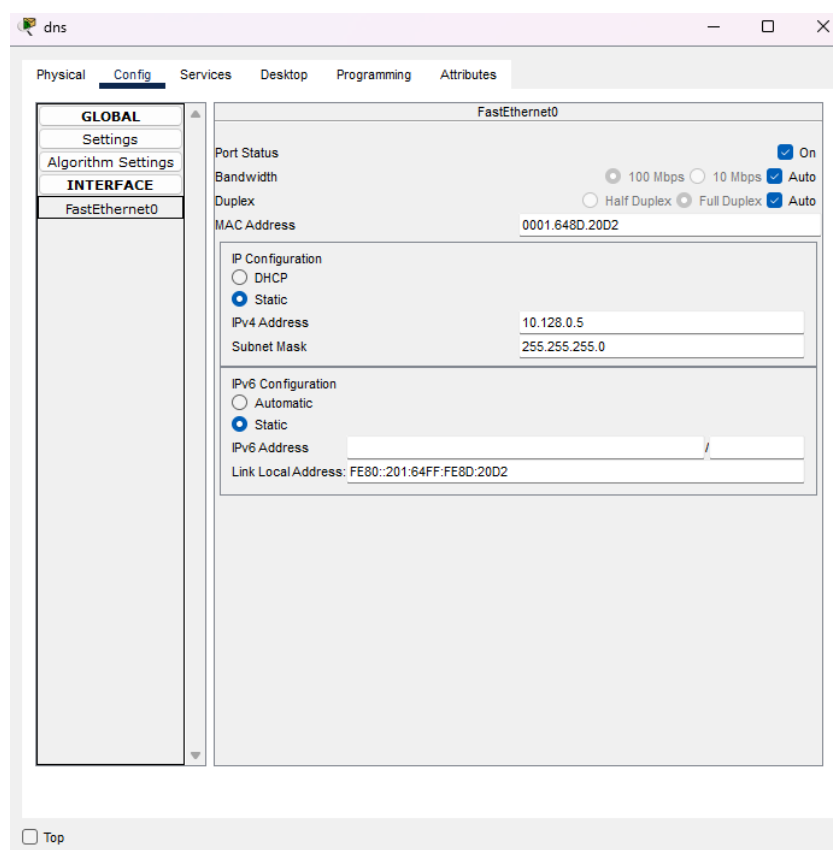 dns
Physical Config Services Desktop Programming Attributes
GLOBAL
Settings
Algorithm Settings
INTERFACE
FastEthernet0
FastEthernet0
Port Status On
Bandwidth 100 Mbps 10 Mbps Auto
Duplex Half Duplex Full Duplex Auto
MAC Address 0001.648D.20D2
IP Configuration
DHCP
Static
IPv4 Address 10.128.0.5
Subnet Mask 255.255.255.0
IPv6 Configuration
Automatic
Static
IPv6 Address /
Link Local Address: FE80::201:64FF:FE8D:20D2
Top